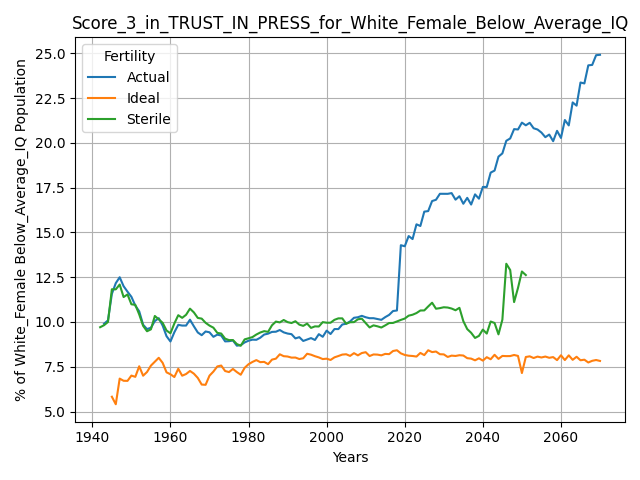 Score_3_in_TRUST_IN_PRESS_for_White_Female_Below_Average_IQ
Fertility
Actual
Ideal
Sterile
% of White_Female Below_Average_IQ Population
25.0
22.5
20.0
17.5
15.0
12.5
10.0
7.5
5.0
1940
1960
1980
2000
2020
2040
2060
Years